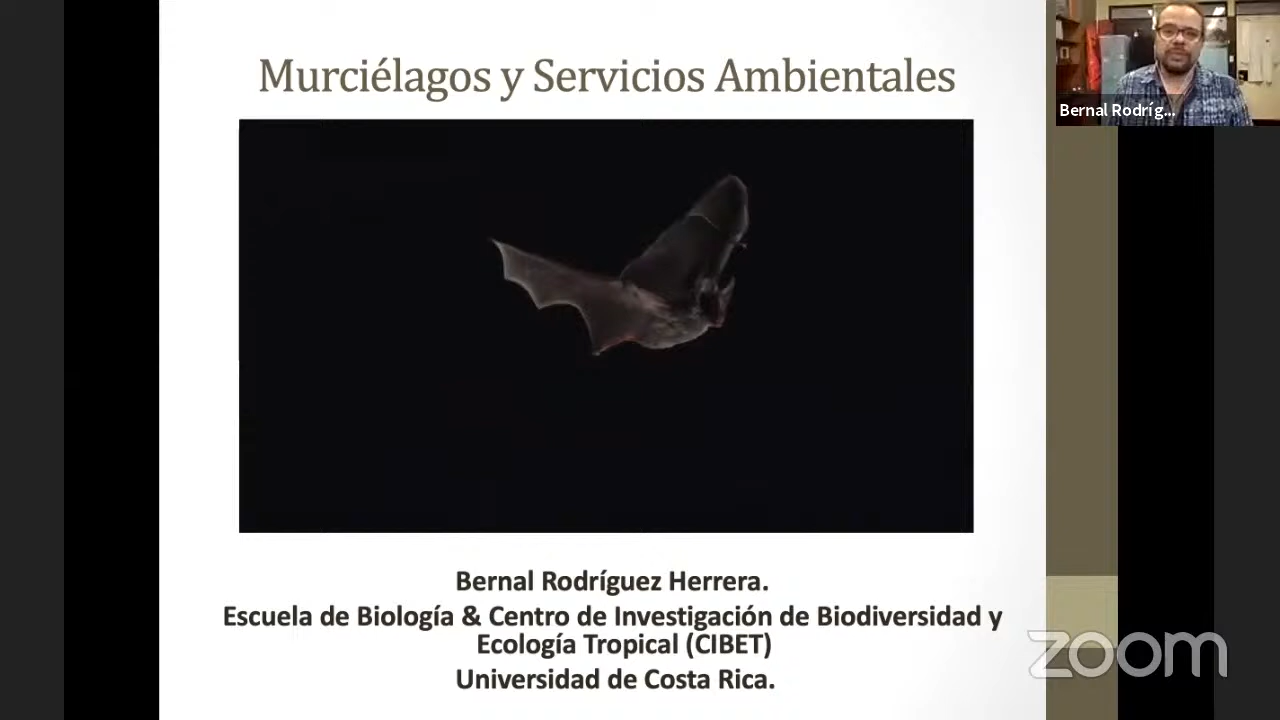 Murciélagos y Servicios Ambientales
Bernal Rodríg...
Bernal Rodríguez Herrera.
Escuela de Biología & Centro de Investigación de Biodiversidad y
Ecología Tropical (CIBET)
Universidad de Costa Rica.
zoom